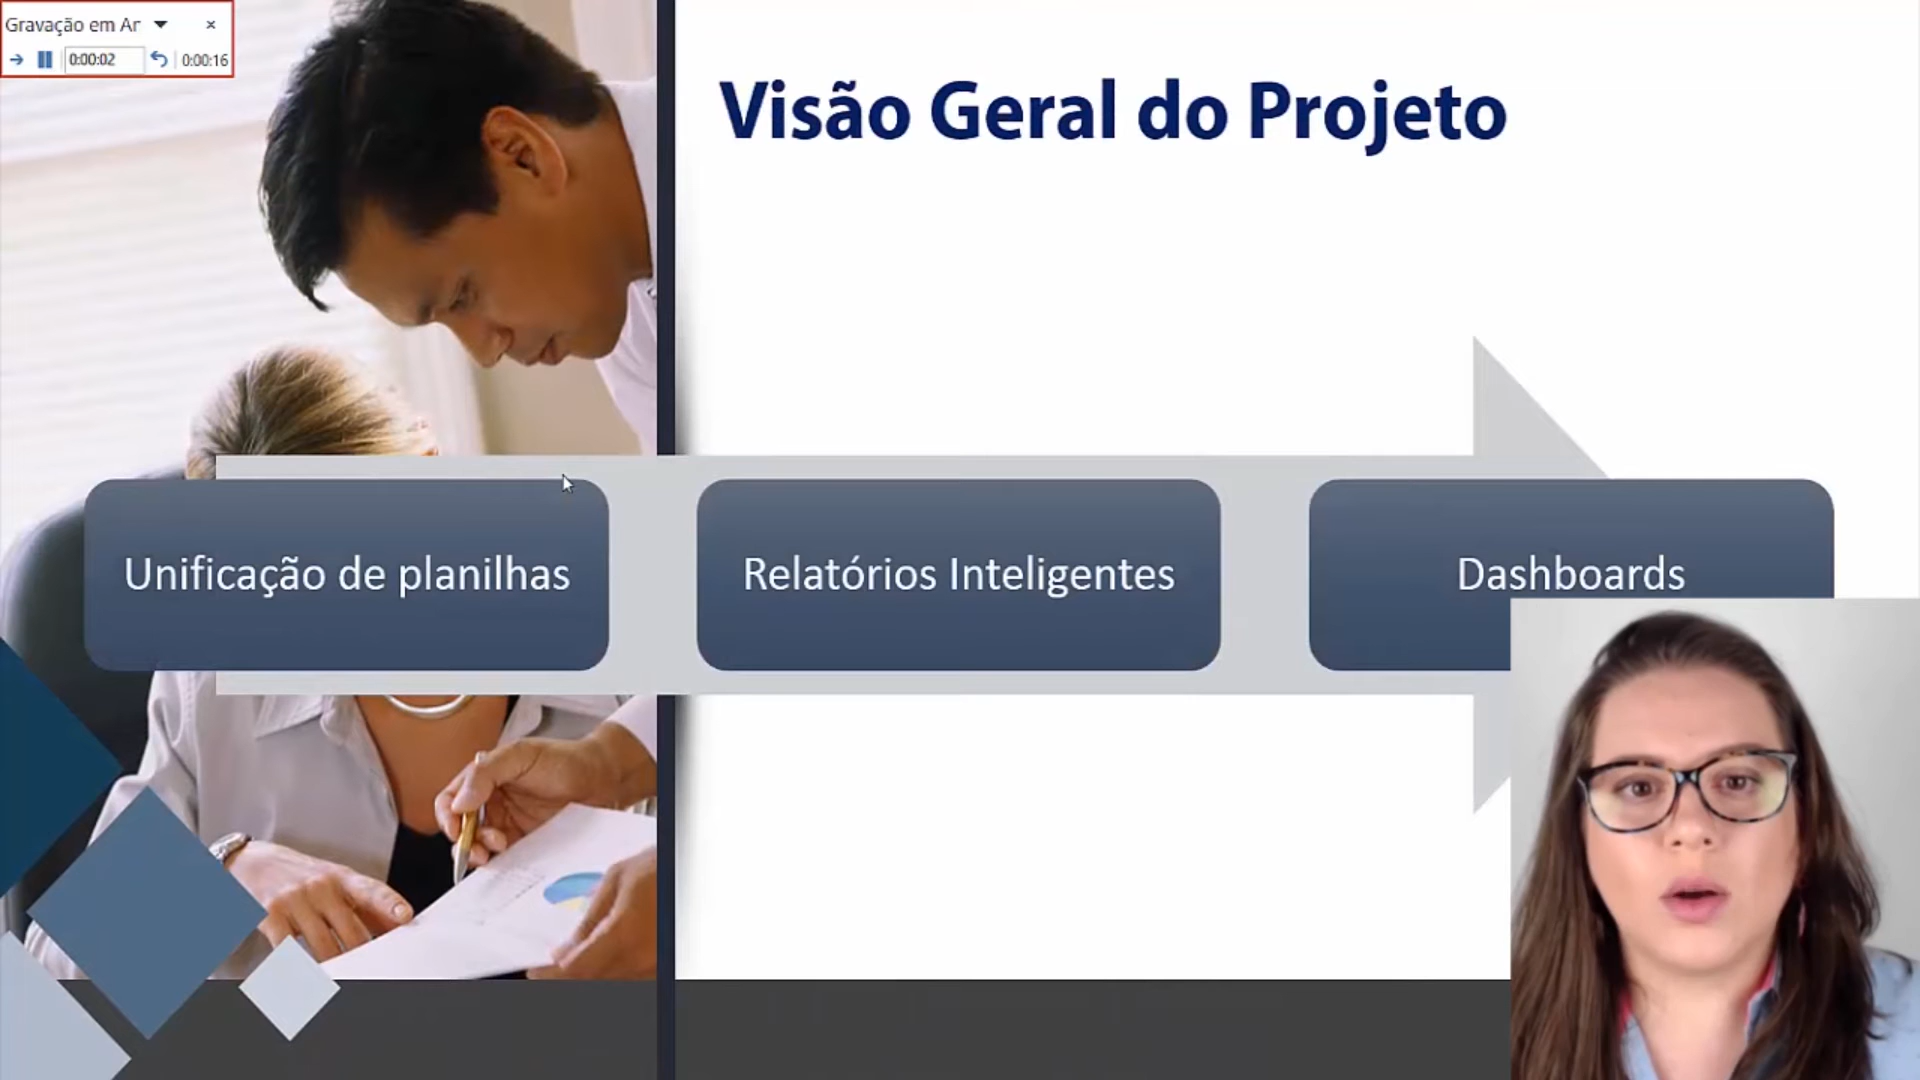 Gravação em Ar
0:00:02
0:00:16
Visão Geral do Projeto
Unificação de planilhas
Relatórios Inteligentes
Dashboards